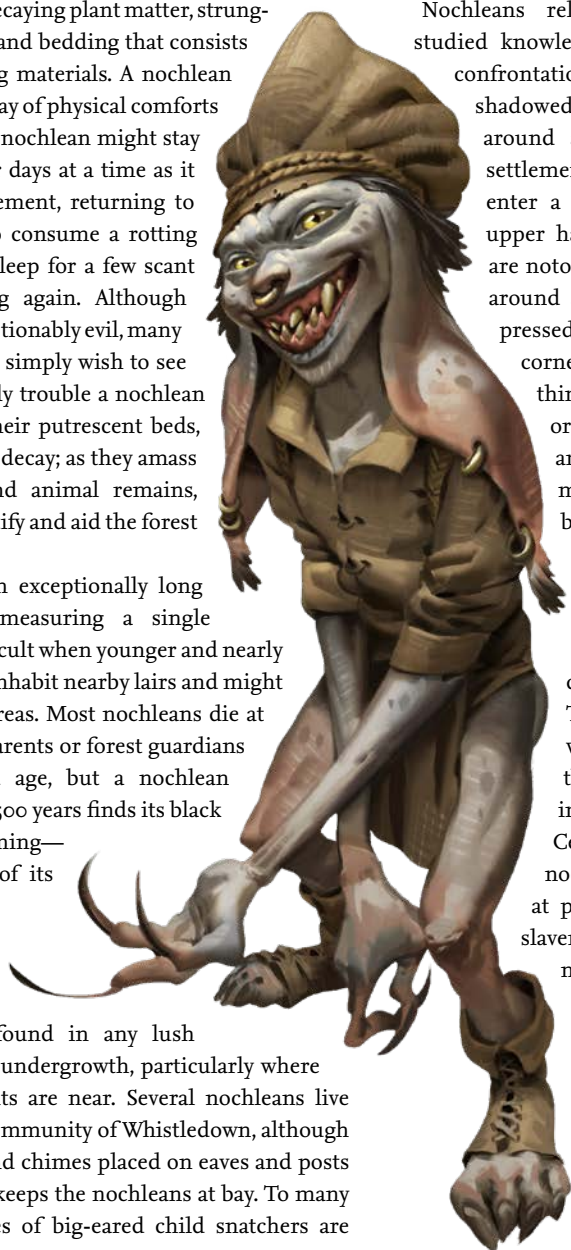 ecaying plant matter, strung-
and bedding that consists
g materials. A nochlean
ay of physical comforts
nochlean might stay
r days at a time as it
ement, returning to
o consume a rotting
leep for a few scant
g again. Although
tionably evil, many
simply wish to see
ly trouble a nochlean
heir putrescent beds,
decay; as they amass
nd animal remains,
ify and aid the forest
n exceptionally long
measuring a single
cult when younger and nearly
nhabit nearby lairs and might
reas. Most nochleans die at
arents or forest guardians
age, but a nochlean
500 years finds its black
ning—
of its
found in any lush
undergrowth, particularly where
ts are near. Several nochleans live
mmunity of Whistledown, although
d chimes placed on eaves and posts
keeps the nochleans at bay. To many
es of big-eared child snatchers are
Nochleans rel
studied knowle
confrontatio
shadowed
around
settleme
enter a
upper ha
are noto
around
pressed
corne
thin
or
an
m
b
d
T
w
t
in
Co
no
at p
slaver
n